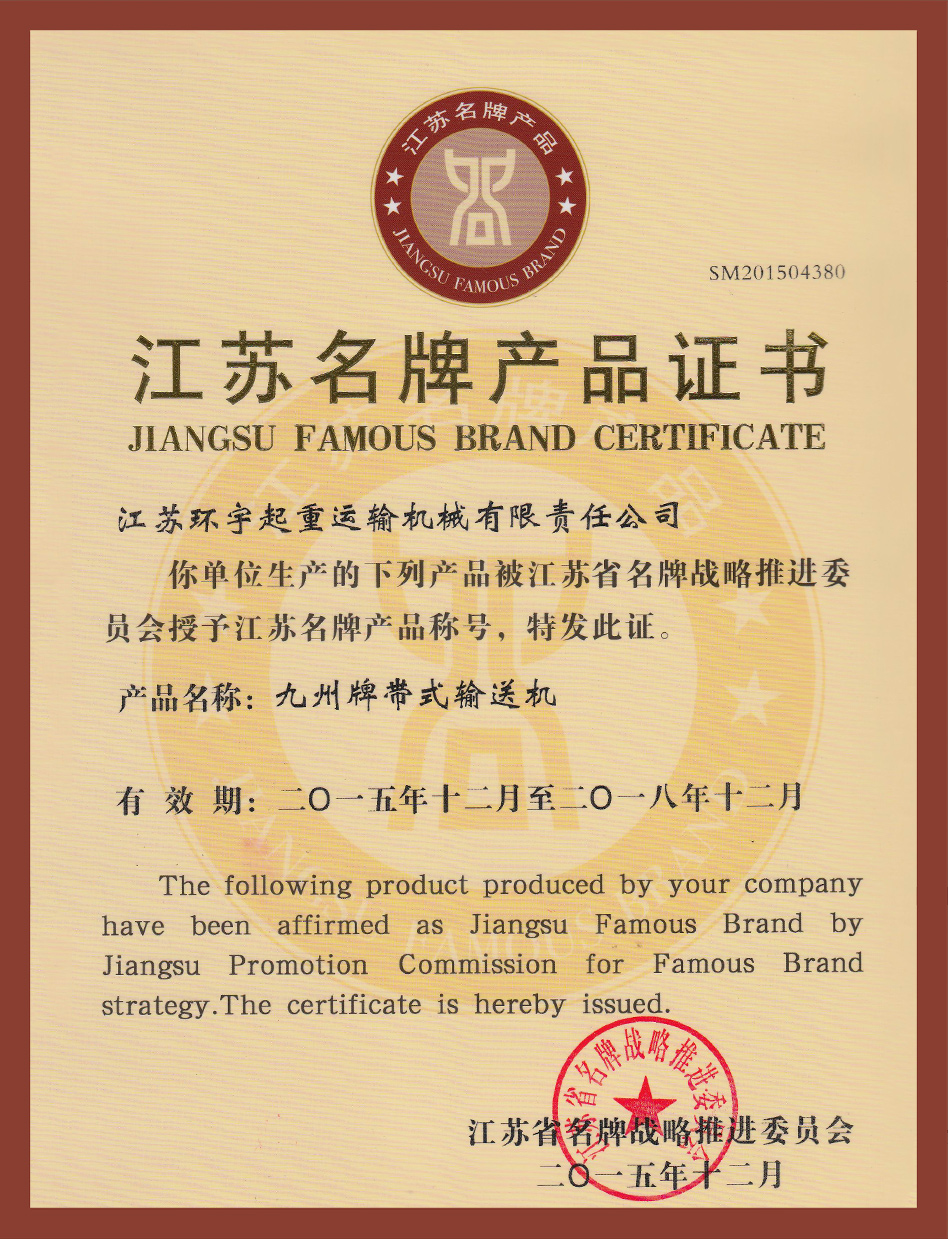 江苏名牌产品
JIANGSU FAMOUS BRAND
SM201504380
江苏名牌产品证书
JIANGSU FAMOUS BRAND CERTIFICATE
江苏环宇起重运输机械有限责任公司
你单位生产的下列产品被江苏省名牌战略推进委
员会授予江苏名牌产品称号，特发此证。
产品名称：九州牌带式输送机
有效期：二〇一五年十二月至二〇一八年十二月
The following product produced by your company
have been affirmed as Jiangsu Famous Brand by
Jiangsu Promotion Commission for Famous Brand
strategy.The certificate is hereby issued.
江苏省名牌战略推进委员会
江苏省名牌战略推进委员会
二〇一五年十二月